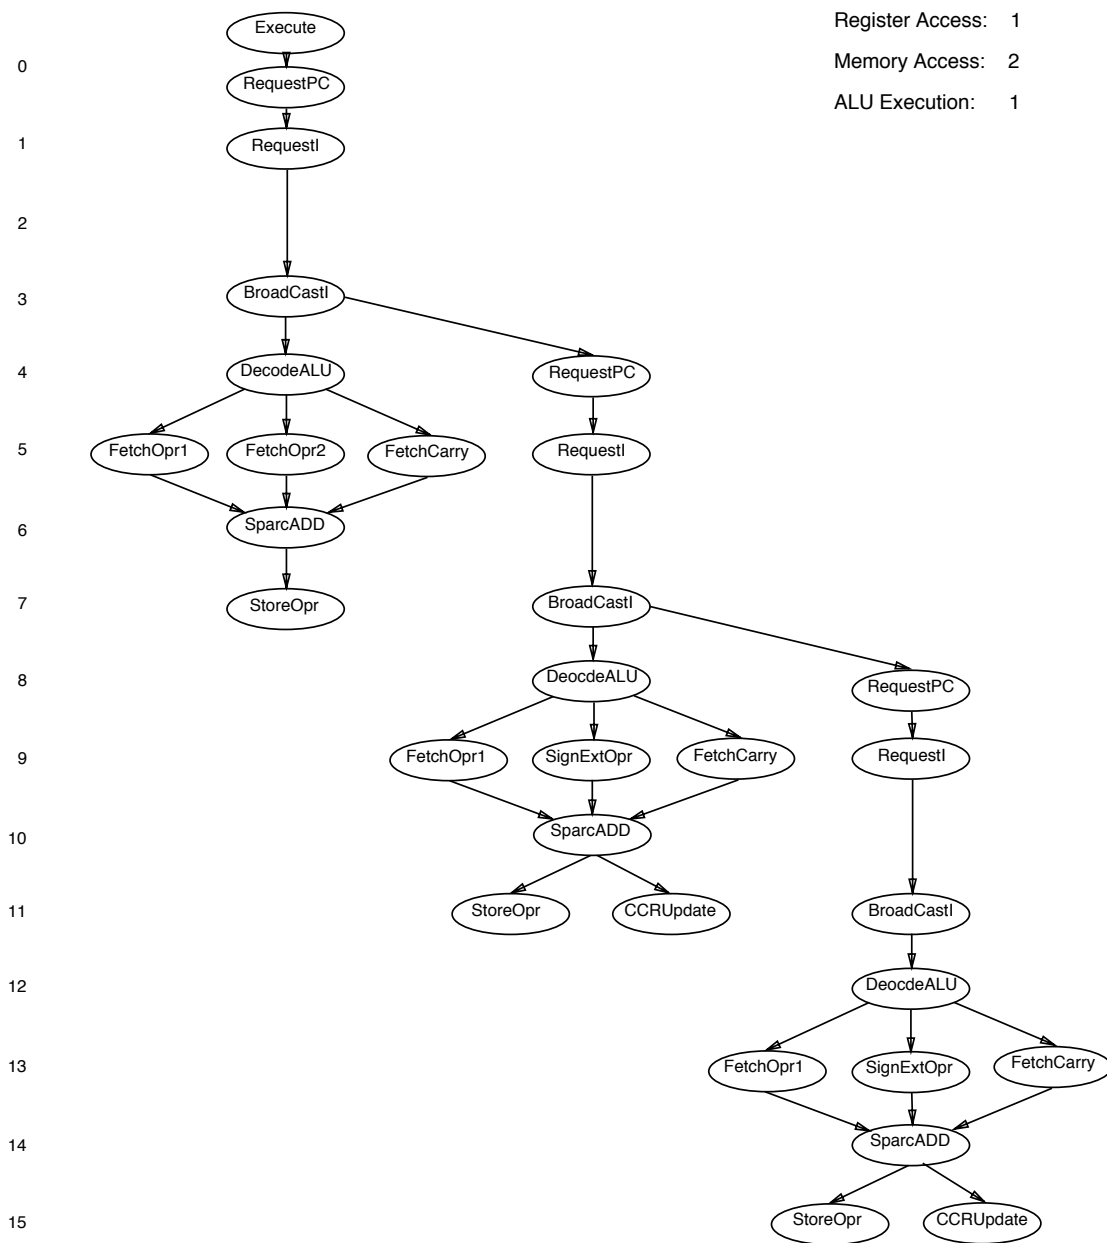 Execute
Register Access: 1
0
Memory Access: 2
RequestPC
ALU Execution: 1
1
RequestI
2
3
BroadCastI
4
DecodeALU
RequestPC
5
FetchOpr1
FetchOpr2
FetchCarry
RequestI
6
SparcADD
7
StoreOpr
BroadCastI
8
DeocdeALU
RequestPC
9
FetchOpr1
SignExtOpr
FetchCarry
RequestI
10
SparcADD
11
StoreOpr
CCRUpdate
BroadCastI
12
DeocdeALU
13
FetchOpr1
SignExtOpr
FetchCarry
14
SparcADD
15
StoreOpr
CCRUpdate